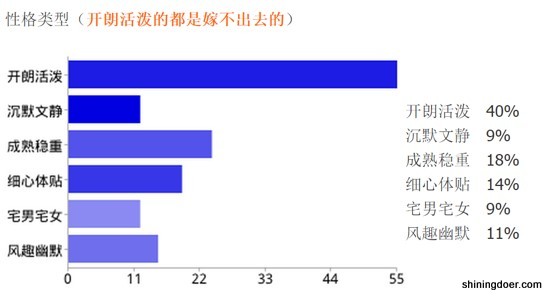 性格类型（开朗活泼的都是嫁不出去的）
开朗活泼
沉默文静
成熟稳重
细心体贴
宅男宅女
风趣幽默
0 11 22 33 44 55
开朗活泼 40%
沉默文静 9%
成熟稳重 18%
细心体贴 14%
宅男宅女 9%
风趣幽默 11%
shiningdoer.com